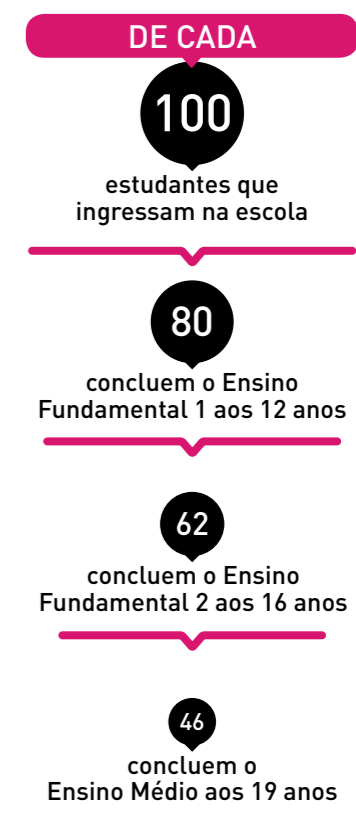 DE CADA
100
estudantes que
ingressam na escola
80
concluem o Ensino
Fundamental 1 aos 12 anos
62
concluem o Ensino
Fundamental 2 aos 16 anos
46
concluem o
Ensino Médio aos 19 anos